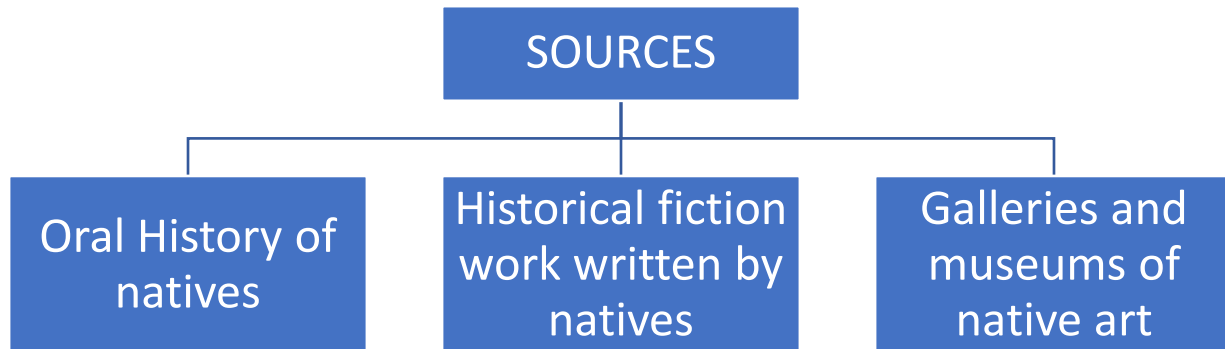 SOURCES
Oral History of
natives
Historical fiction
work written by
natives
Galleries and
museums of
native art